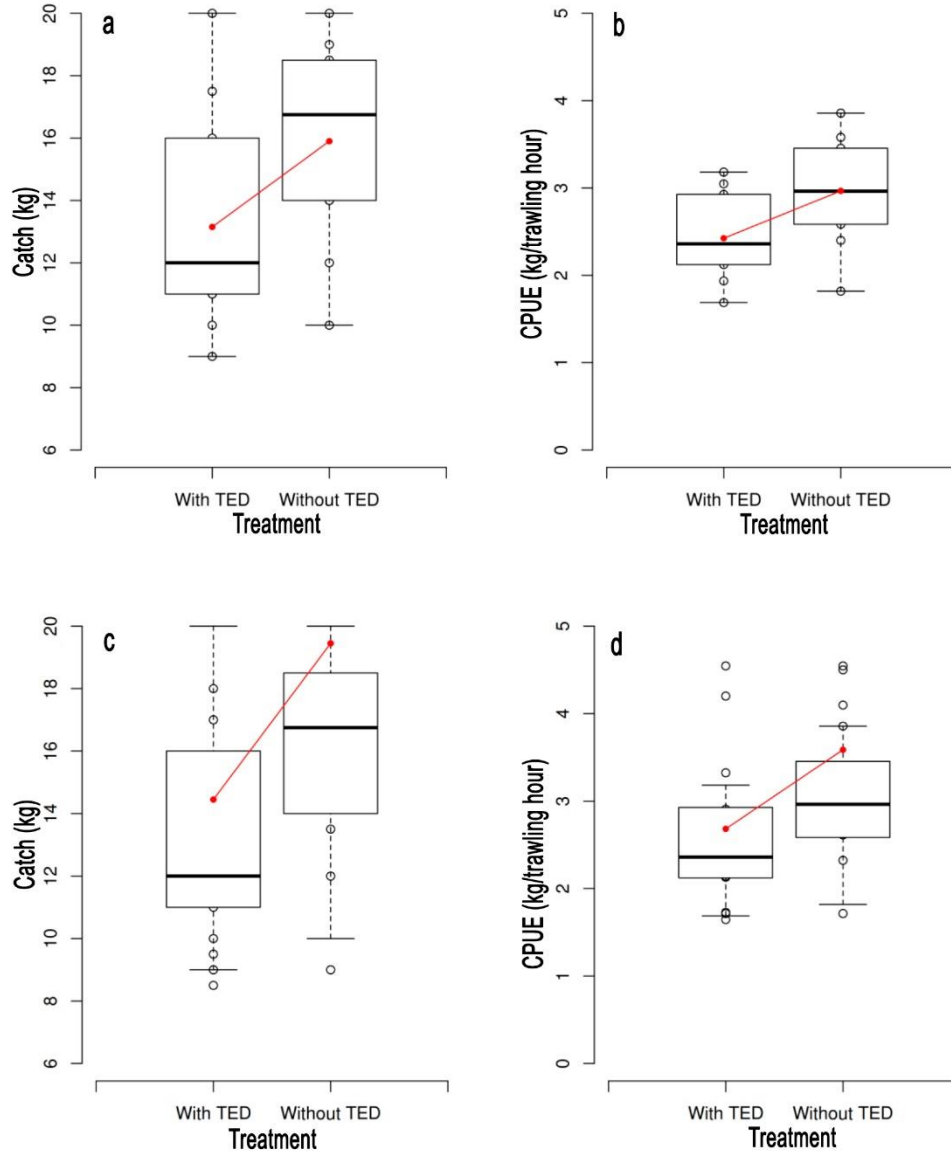 a
Catch (kg)
20
18
16
14
12
10
8
6
With TED Without TED
Treatment
b
CPUE (kg/trawling hour)
5
4
3
2
1
0
With TED Without TED
Treatment
c
Catch (kg)
20
18
16
14
12
10
8
6
With TED Without TED
Treatment
d
CPUE (kg/trawling hour)
5
4
3
2
1
0
With TED Without TED
Treatment